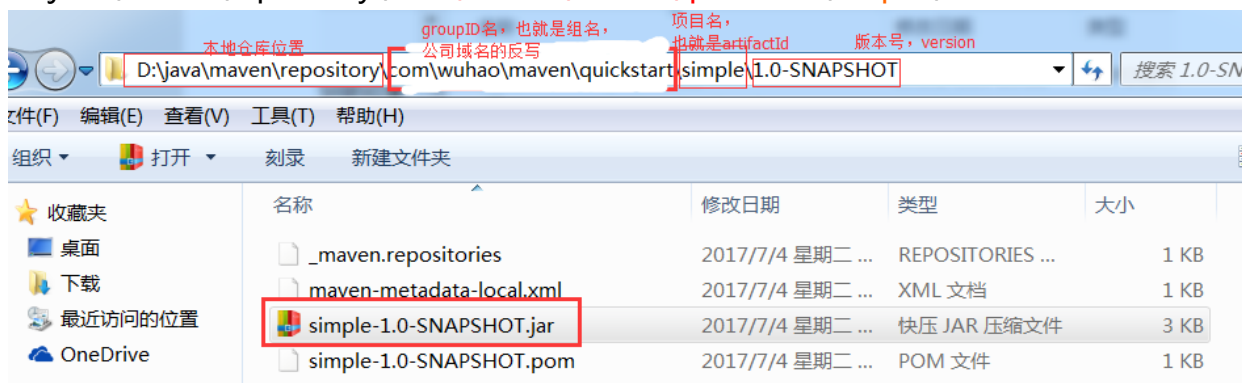 groupID名，也就是组名，
公司域名的反写
项目名，
也就是artifactId
本地仓库位置
版本号，version
D:\java\maven\repository\com\wuhao\maven\quickstart\simple\1.0-SNAPSHOT
搜索 1.0-SN
文件(F) 编辑(E) 查看(V) 工具(T) 帮助(H)
组织 打开 刻录 新建文件夹
收藏夹
桌面
下载
最近访问的位置
OneDrive
名称 修改日期 类型 大小
_maven.repositories 2017/7/4 星期二 ... REPOSITORIES ... 1 KB
maven-metadata-local.xml 2017/7/4 星期二 ... XML 文档 1 KB
simple-1.0-SNAPSHOT.jar 2017/7/4 星期二 ... 快压 JAR 压缩文件 3 KB
simple-1.0-SNAPSHOT.pom 2017/7/4 星期二 ... POM 文件 1 KB